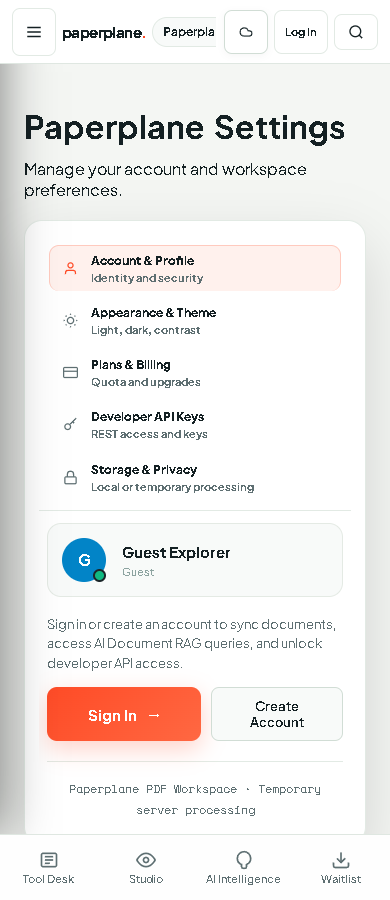 paperplane.
Paperpla
Log In
Paperplane Settings
Manage your account and workspace
preferences.
Account & Profile
Identity and security
Appearance & Theme
Light, dark, contrast
Plans & Billing
Quota and upgrades
Developer API Keys
REST access and keys
Storage & Privacy
Local or temporary processing
G
Guest Explorer
Guest
Sign in or create an account to sync documents,
access AI Document RAG queries, and unlock
developer API access.
Sign In →
Create
Account
Paperplane PDF Workspace · Temporary
server processing
Tool Desk
Studio
AI Intelligence
Waitlist